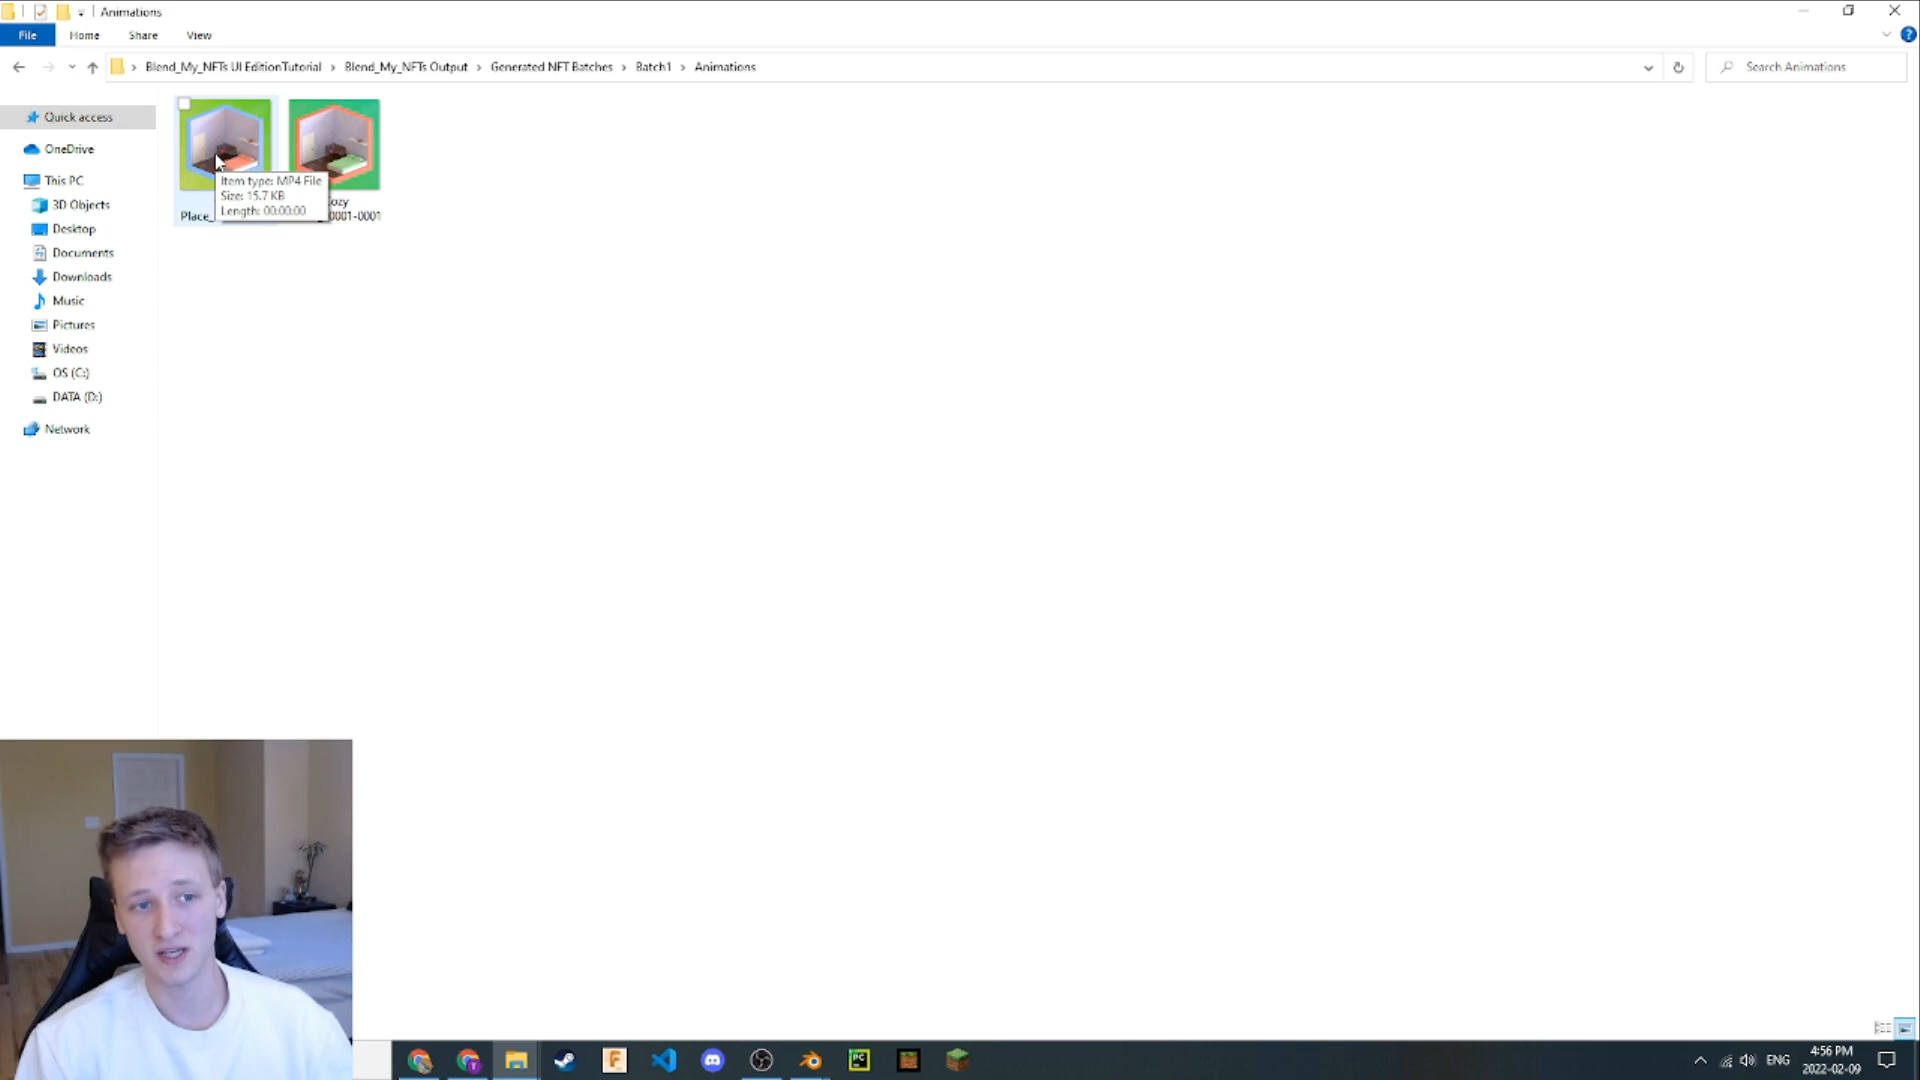 Animations
File
Home
Share
View
Blend_My_NFTs UI EditionTutorial
Blend_My_NFTs Output
Generated NFT Batches
Batch1
Animations
Search Animations
Quick access
OneDrive
This PC
3D Objects
Desktop
Documents
Downloads
Music
Pictures
Videos
OS (C:)
DATA (D:)
Network
Item type: MP4 File
Size: 15.7 KB
Length: 00:00:00
Place_
ozy
0001-0001
ENG
4:56 PM
2022-02-09